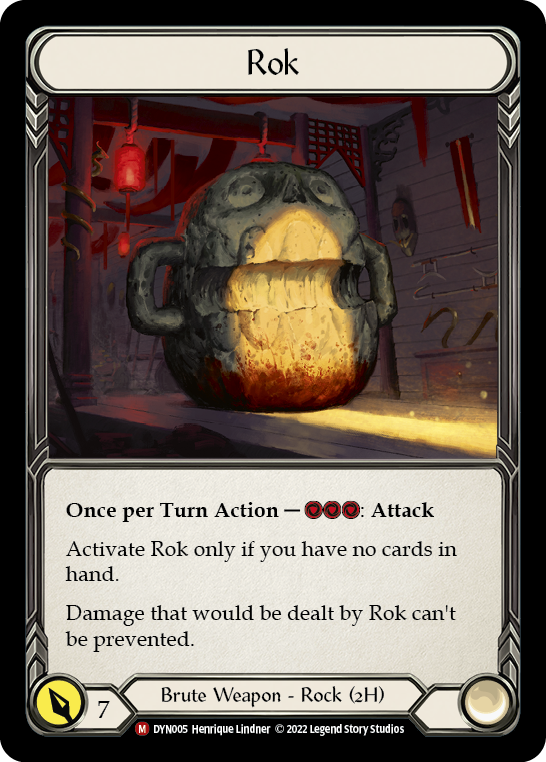 Rok
Once per Turn Action — : Attack
Activate Rok only if you have no cards in
hand.
Damage that would be dealt by Rok can't
be prevented.
7
Brute Weapon - Rock (2H)
M DYN005 Henrique Lindner © 2022 Legend Story Studios